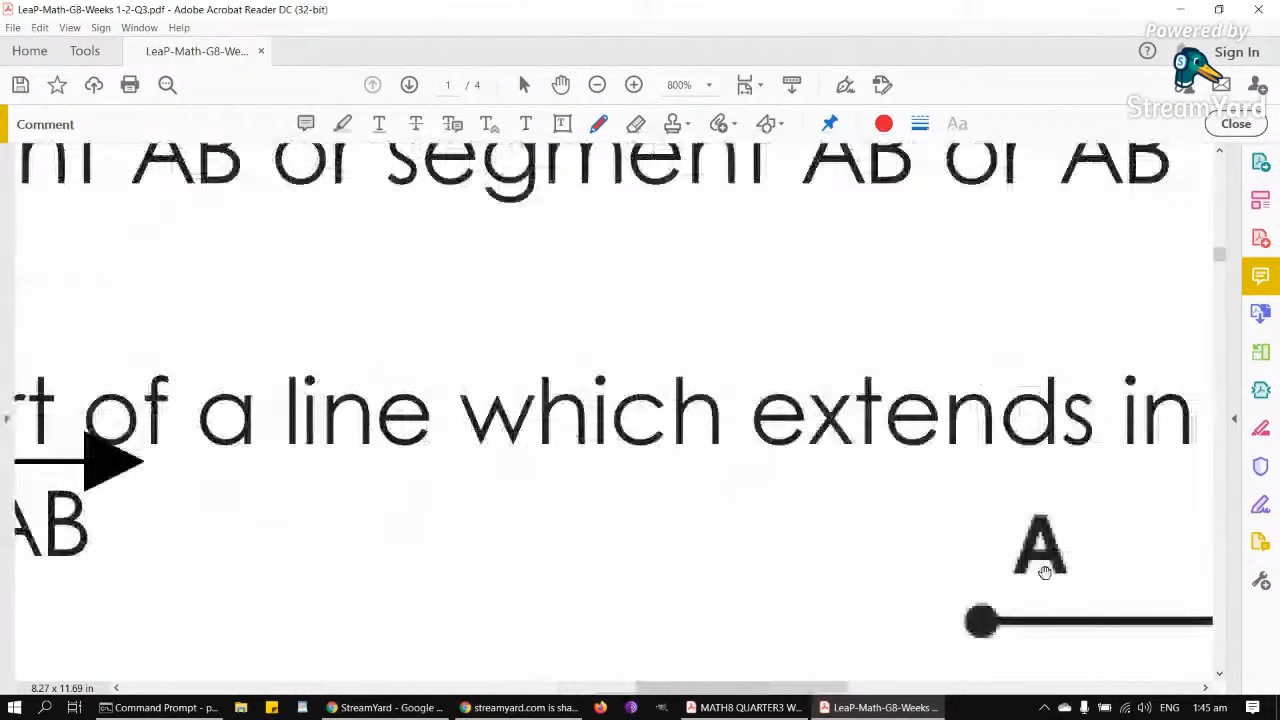 LeaP-Math-G8-Weeks 1-2-Q3.pdf - Adobe Acrobat Reader DC (32-bit)
File Edit View Sign Window Help
Powered by
StreamYard
Home Tools LeaP-Math-G8-We... × Sign In
1 / 800%
Comment Close
nt AB or segment AB or AB
rt of a line which extends in
AB
A
8.27 x 11.69 in
Command Prompt - p... StreamYard - Google ... streamyard.com is sha... MATH8 QUARTER3 W... LeaP-Math-G8-Weeks ... 1:45 am